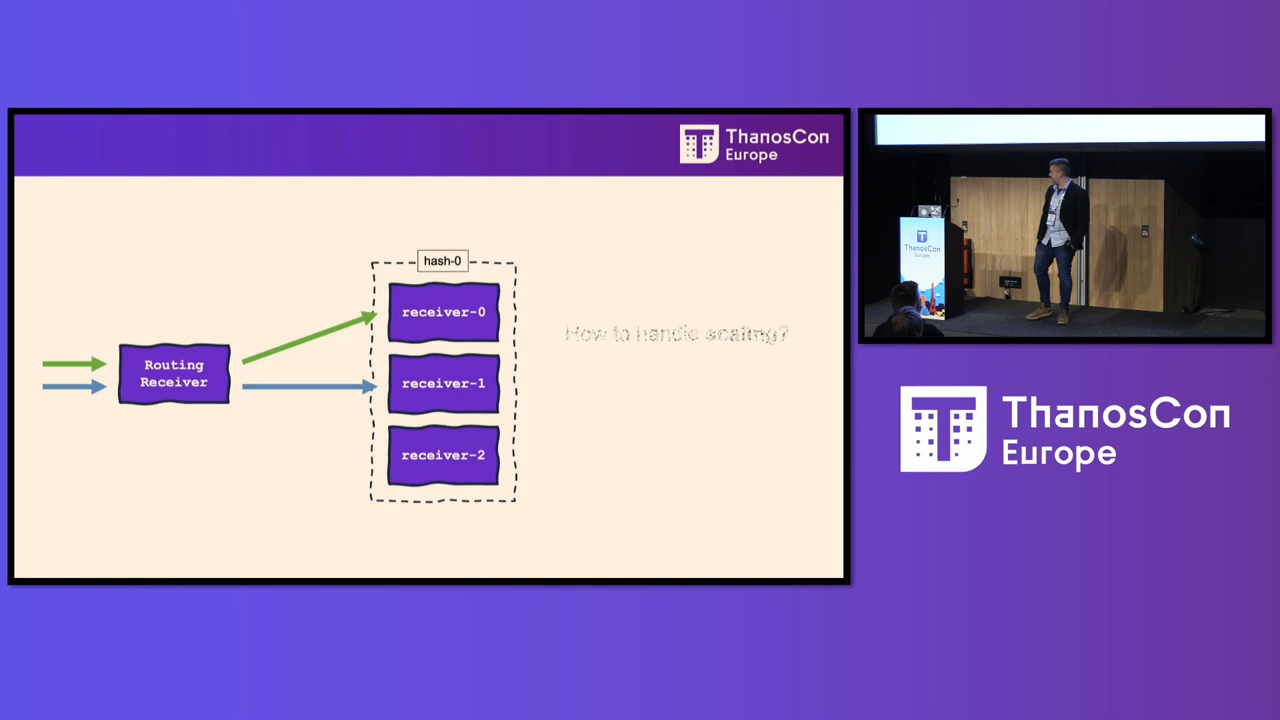 ThanosCon
Europe
hash-0
receiver-0
How to handle scaling?
Routing
Receiver
receiver-1
receiver-2
ThanosCon
Europe
ThanosCon
Europe